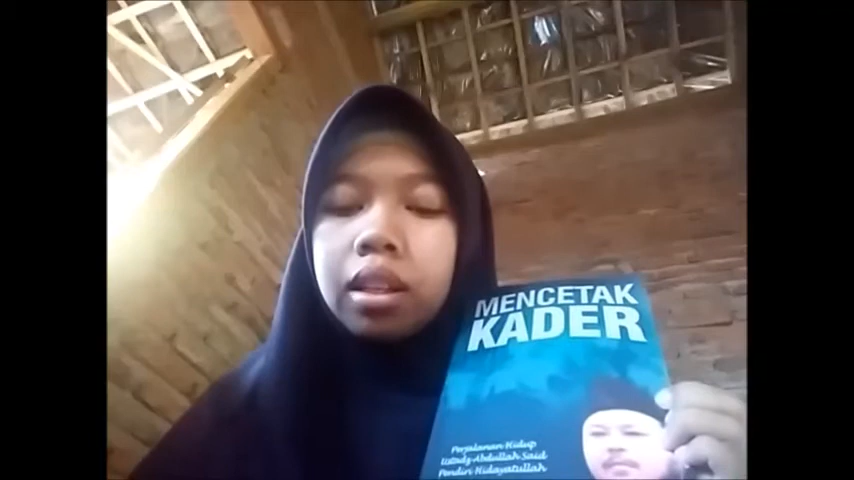 MENCETAK
KADER
Perjalanan Hidup
Ustadz Abdullah Said
Pendiri Hidayatullah